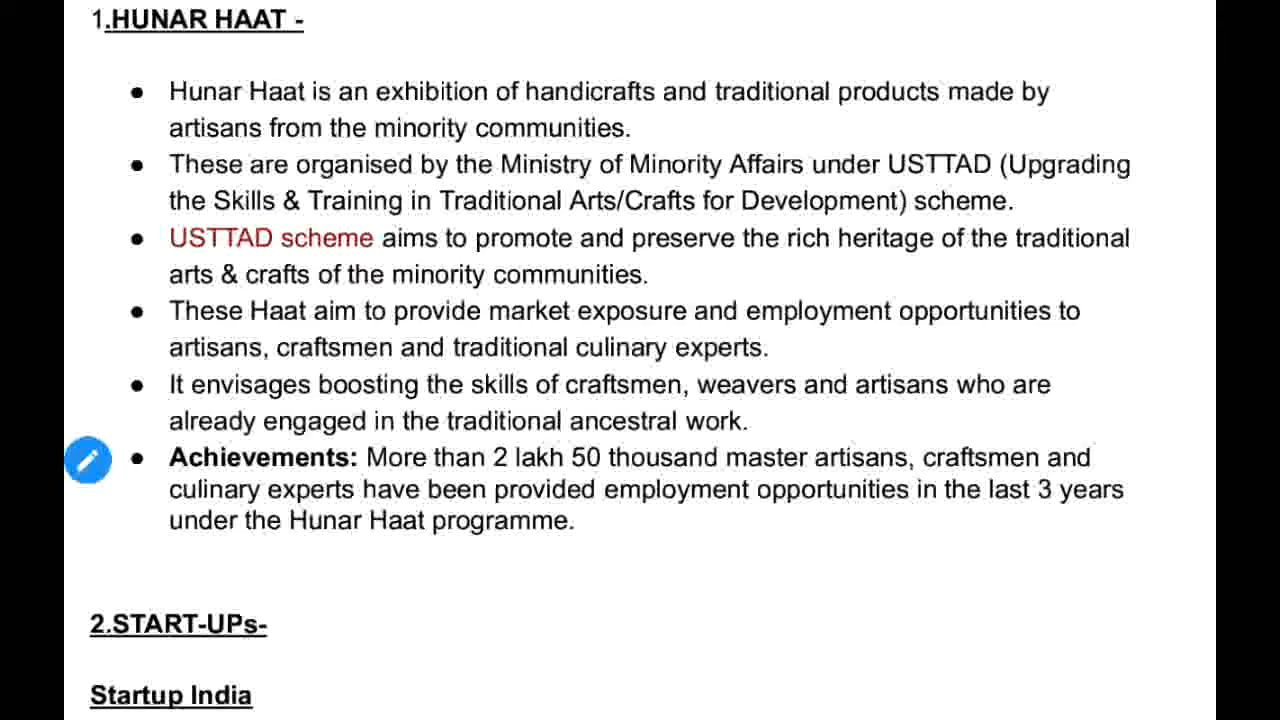 1.HUNAR HAAT -
● Hunar Haat is an exhibition of handicrafts and traditional products made by
artisans from the minority communities.
● These are organised by the Ministry of Minority Affairs under USTTAD (Upgrading
the Skills & Training in Traditional Arts/Crafts for Development) scheme.
● USTTAD scheme aims to promote and preserve the rich heritage of the traditional
arts & crafts of the minority communities.
● These Haat aim to provide market exposure and employment opportunities to
artisans, craftsmen and traditional culinary experts.
● It envisages boosting the skills of craftsmen, weavers and artisans who are
already engaged in the traditional ancestral work.
● Achievements: More than 2 lakh 50 thousand master artisans, craftsmen and
culinary experts have been provided employment opportunities in the last 3 years
under the Hunar Haat programme.
2.START-UPs-
Startup India